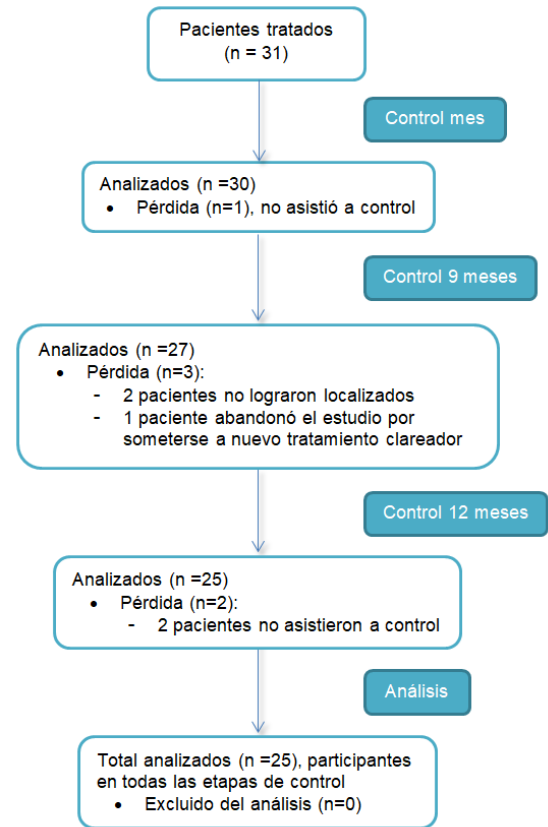 Pacientes tratados
(n = 31)
Control mes
Analizados (n =30)
• Pérdida (n=1), no asistió a control
Control 9 meses
Analizados (n =27)
• Pérdida (n=3):
- 2 pacientes no lograron localizados
- 1 paciente abandonó el estudio por
someterse a nuevo tratamiento clareador
Control 12 meses
Analizados (n =25)
• Pérdida (n=2):
- 2 pacientes no asistieron a control
Análisis
Total analizados (n =25), participantes
en todas las etapas de control
• Excluido del análisis (n=0)